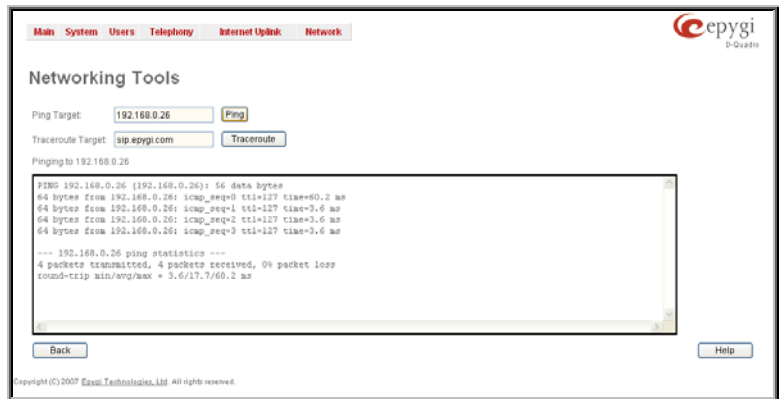 Main System Users Telephony Internet Uplink Network
epygi
D-Quadro
Networking Tools
Ping Target: 192.168.0.26 Ping
Traceroute Target: sip.epygi.com Traceroute
Pinging to 192.168.0.26
PING 192.168.0.26 (192.168.0.26): 56 data bytes
64 bytes from 192.168.0.26: icmp_seq=0 ttl=127 time=60.2 ms
64 bytes from 192.168.0.26: icmp_seq=1 ttl=127 time=3.6 ms
64 bytes from 192.168.0.26: icmp_seq=2 ttl=127 time=3.6 ms
64 bytes from 192.168.0.26: icmp_seq=3 ttl=127 time=3.6 ms
--- 192.168.0.26 ping statistics ---
4 packets transmitted, 4 packets received, 0% packet loss
round-trip min/avg/max = 3.6/17.7/60.2 ms
Back Help
Copyright (C) 2007 Epygi Technologies, Ltd. All rights reserved.